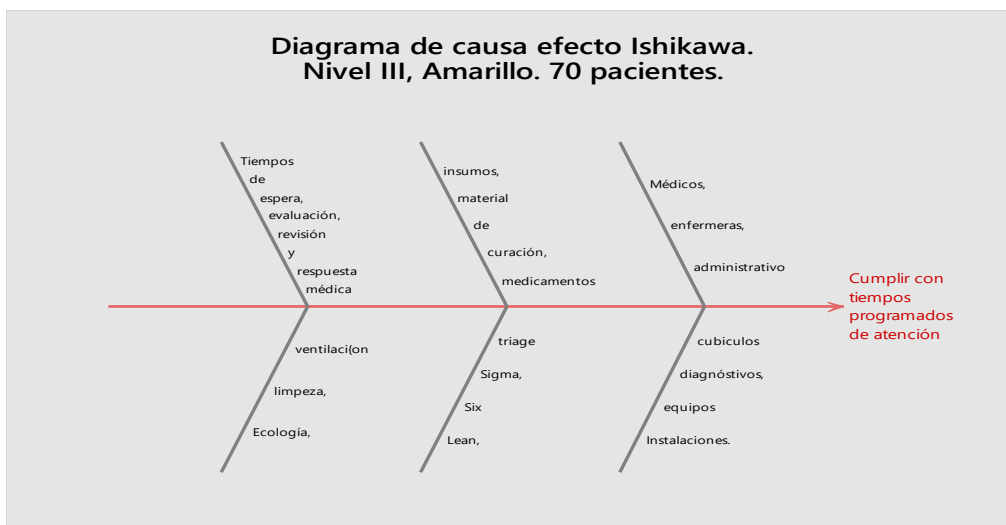 Diagrama de causa efecto Ishikawa.
Nivel III, Amarillo. 70 pacientes.
Tiempos
de
espera,
evaluación,
revisión
y
respuesta
médica
insumos,
material
de
curación,
medicamentos
Médicos,
enfermeras,
administrativo
Cumplir con
tiempos
programados
de atención
ventilaci{on
limpeza,
Ecología,
triage
Sigma,
Six
Lean,
cubiculos
diagnóstivos,
equipos
Instalaciones.